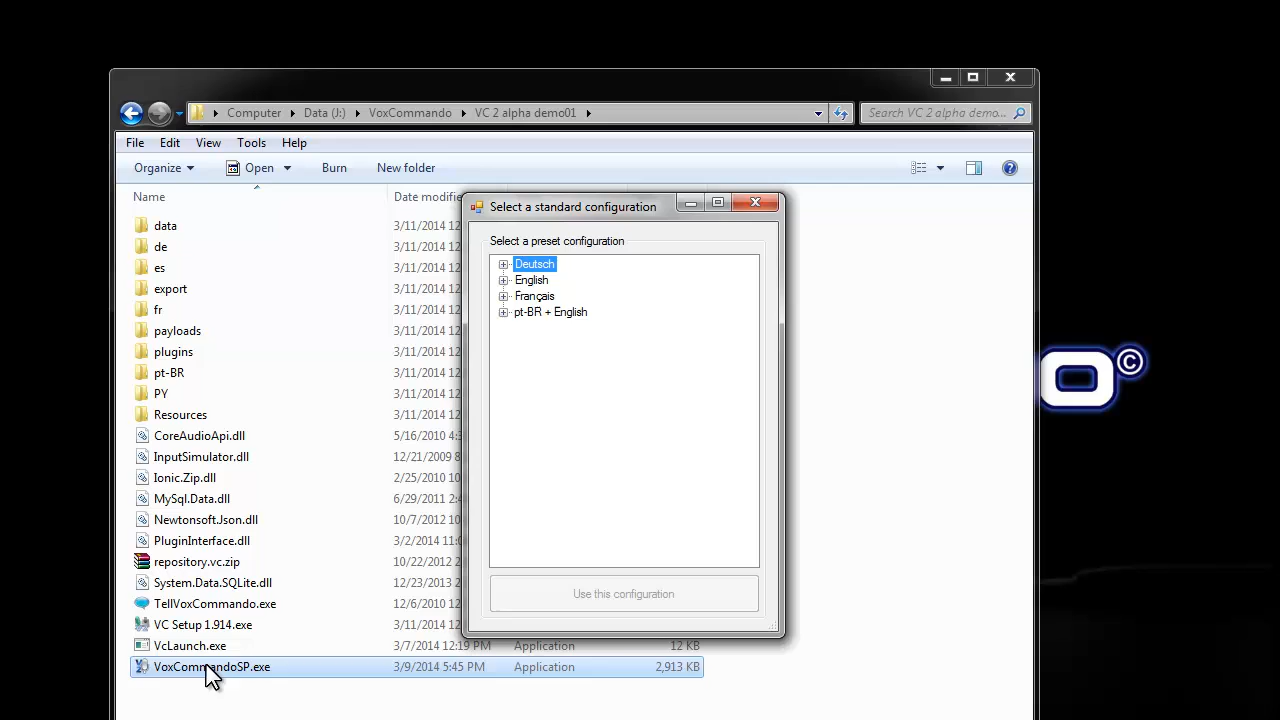 Computer Data (J:) VoxCommando VC 2 alpha demo01 Search VC 2 alpha demo...
File Edit View Tools Help
Organize Open Burn New folder
Name Date modifie
Select a standard configuration
Select a preset configuration
Deutsch
English
Français
pt-BR + English
Use this configuration
data 3/11/2014 12
de 3/11/2014 12
es 3/11/2014 12
export 3/11/2014 12
fr 3/11/2014 12
payloads 3/11/2014 12
plugins 3/11/2014 12
pt-BR 3/11/2014 12
PY 3/11/2014 12
Resources 3/11/2014 12
CoreAudioApi.dll 5/16/2010 4:3
InputSimulator.dll 12/21/2009 8
Ionic.Zip.dll 2/25/2010 10
MySql.Data.dll 6/29/2011 2:4
Newtonsoft.Json.dll 10/7/2012 10
PluginInterface.dll 3/2/2014 11:0
repository.vc.zip 10/22/2012 2
System.Data.SQLite.dll 12/23/2013 2
TellVoxCommando.exe 12/6/2010 10
VC Setup 1.914.exe 3/11/2014 12
VcLaunch.exe 3/7/2014 12:19 PM Application 12 KB
VoxCommandoSP.exe 3/9/2014 5:45 PM Application 2,913 KB
O©